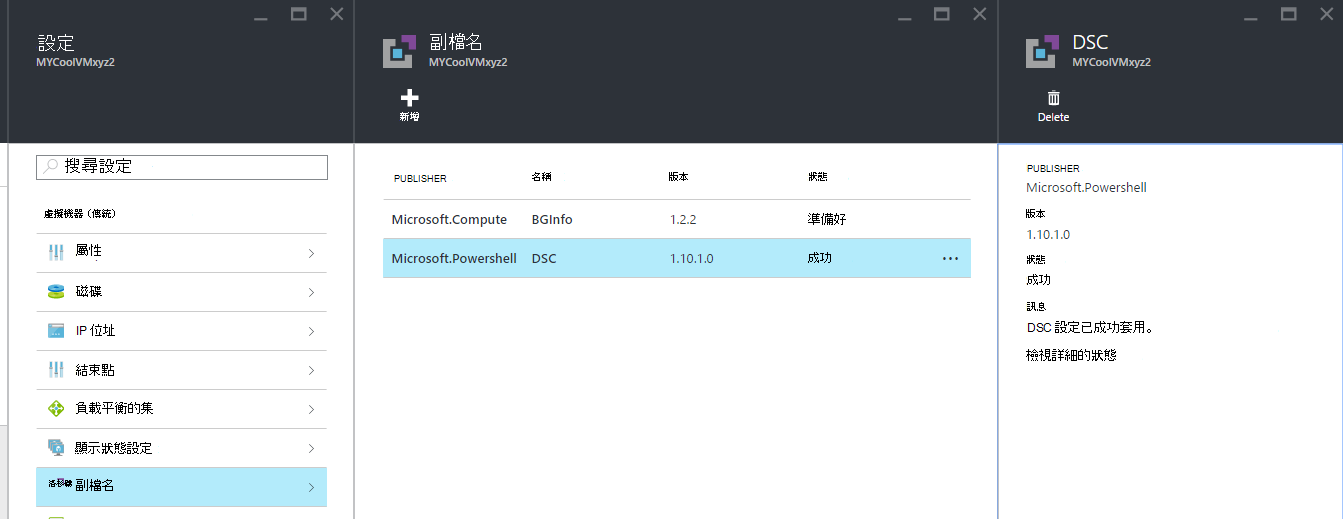 設定
MYCoolVMxyz2
搜尋設定
虛擬機器（傳統）
屬性
磁碟
IP 位址
結束點
負載平衡的集
顯示狀態設定
副檔名
副檔名
MYCoolVMxyz2
新增
PUBLISHER 名稱 版本 狀態
Microsoft.Compute BGInfo 1.2.2 準備好
Microsoft.Powershell DSC 1.10.1.0 成功
DSC
MYCoolVMxyz2
Delete
PUBLISHER
Microsoft.Powershell
版本
1.10.1.0
狀態
成功
訊息
DSC 設定已成功套用。
檢視詳細的狀態